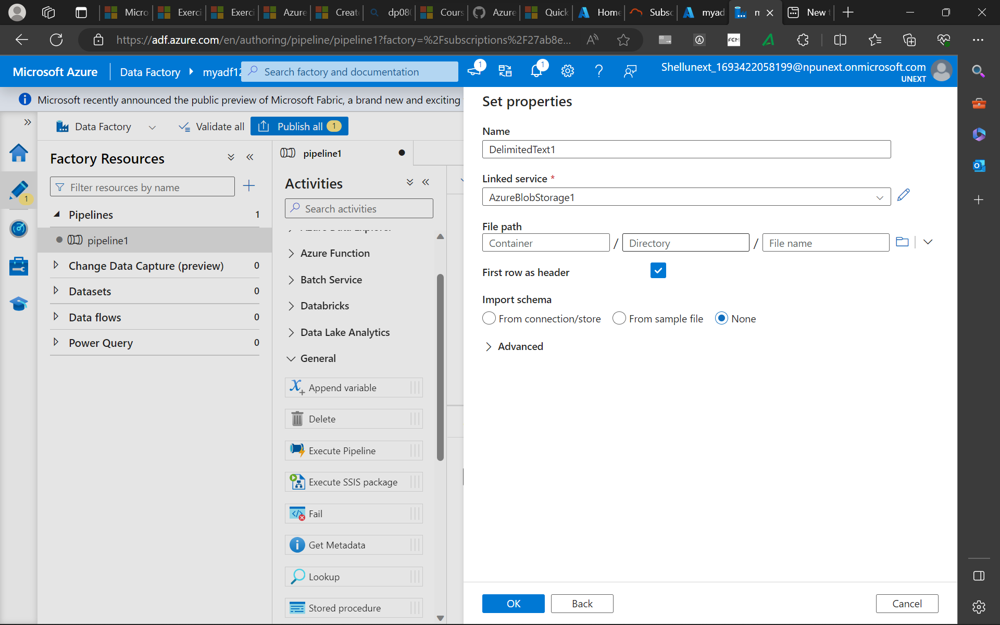 Micro
Exerci
Exerci
Azure
Creat
dp080
Cours
Azure
Quick
Home
Subsc
myad
New
https://adf.azure.com/en/authoring/pipeline/pipeline1?factory=%2Fsubscriptions%2F27ab8e...
Microsoft Azure
Data Factory
myadf12
Search factory and documentation
1
1
Shellunext_1693422058199@npunext.onmicrosoft.com
UNEXT
Microsoft recently announced the public preview of Microsoft Fabric, a brand new and exciting
Data Factory
Validate all
Publish all 1
Factory Resources
Filter resources by name
1
Pipelines 1
pipeline1
Change Data Capture (preview) 0
Datasets 0
Data flows 0
Power Query 0
pipeline1
Activities
Search activities
Azure Data Explorer
Azure Function
Batch Service
Databricks
Data Lake Analytics
General
Append variable
Delete
Execute Pipeline
Execute SSIS package
Fail
Get Metadata
Lookup
Stored procedure
Set properties
Name
DelimitedText1
Linked service *
AzureBlobStorage1
File path
Container / Directory / File name
First row as header
Import schema
From connection/store From sample file None
Advanced
OK Back Cancel